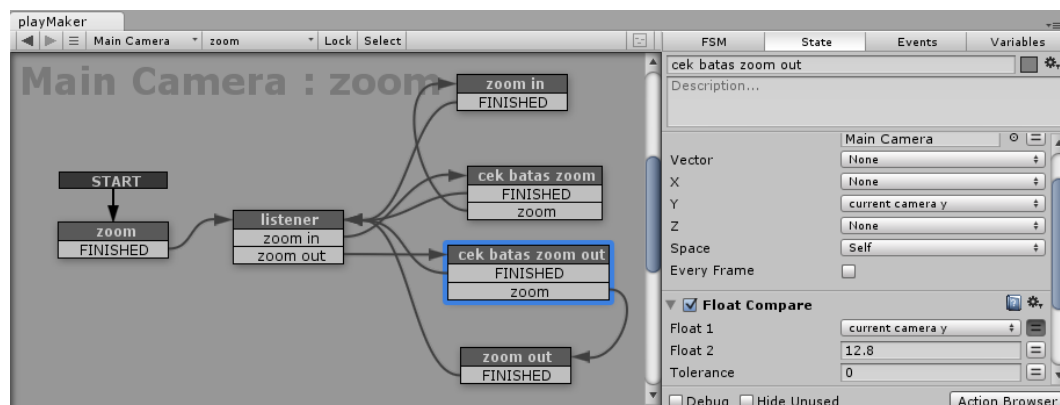 playMaker
Main Camera zoom Lock Select
FSM State Events Variables
Main Camera : zoom
START
zoom
FINISHED
listener
zoom in
zoom out
zoom in
FINISHED
cek batas zoom
FINISHED
zoom
cek batas zoom out
FINISHED
zoom
zoom out
FINISHED
cek batas zoom out
Description...
Main Camera
Vector None
X None
Y current camera y
Z None
Space Self
Every Frame
Float Compare
Float 1 current camera y
Float 2 12.8
Tolerance 0
Debug Hide Unused Action Browser